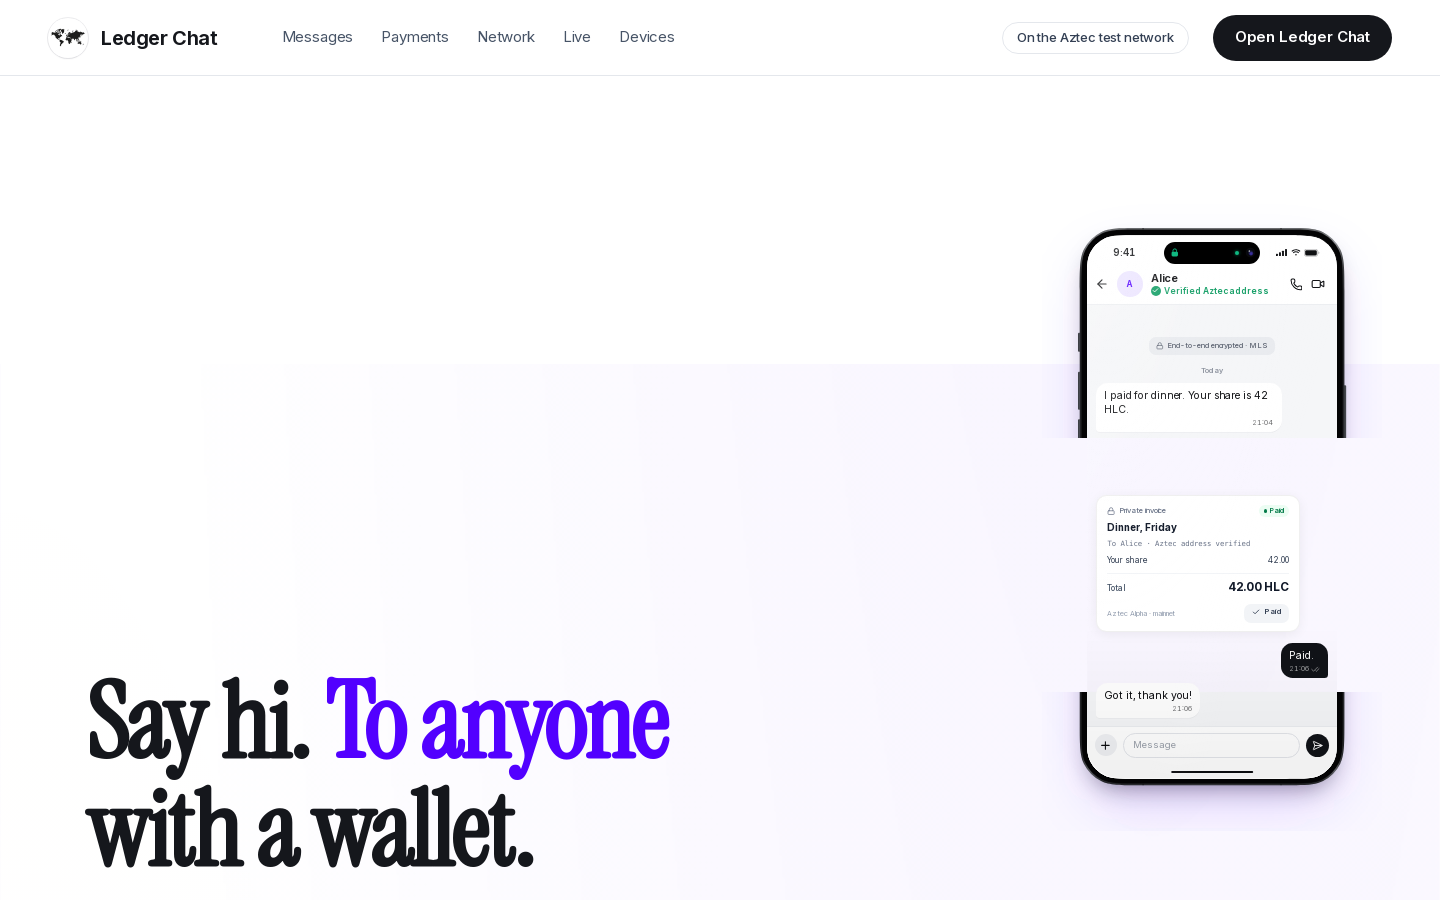 Ledger Chat
Messages
Payments
Network
Live
Devices
On the Aztec test network
Open Ledger Chat
9:41
A
Alice
Verified Aztec address
End-to-end encrypted · MLS
Today
I paid for dinner. Your share is 42
HLC.
21:04
Private invoice
Paid
Dinner, Friday
To Alice · Aztec address verified
Your share
42.00
Total
42.00 HLC
Aztec Alpha · mainnet
Paid
Paid.
21:06
Got it, thank you!
21:06
Message
Say hi. To anyone
with a wallet.